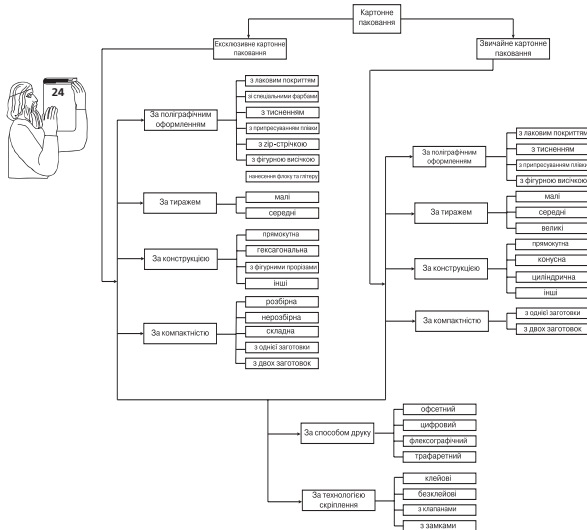 Картонне
паковання
Ексклюзивне картонне
паковання
Звичайне картонне
паковання
24
За поліграфічним
оформленням
з лаковим покриттям
зі спеціальними фарбами
з тисненням
з припресуванням плівки
з zip-стрічкою
з фігурною висічкою
нанесення флоку та глітеру
За тиражем
малі
середні
За конструкцією
прямокутна
гексагональна
з фігурними прорізами
інші
За компактністю
розбірна
нерозбірна
складна
з однієї заготовки
з двох заготовок
За поліграфічним
оформленням
з лаковим покриттям
з тисненням
з припресуванням плівки
з фігурною висічкою
За тиражем
малі
середні
великі
За конструкцією
прямокутна
конусна
циліндрична
інші
За компактністю
з однієї заготовки
з двох заготовок
За способом друку
офсетний
цифровий
флексографічний
трафаретний
За технологією
скріплення
клейові
безклейові
з клапанами
з замками